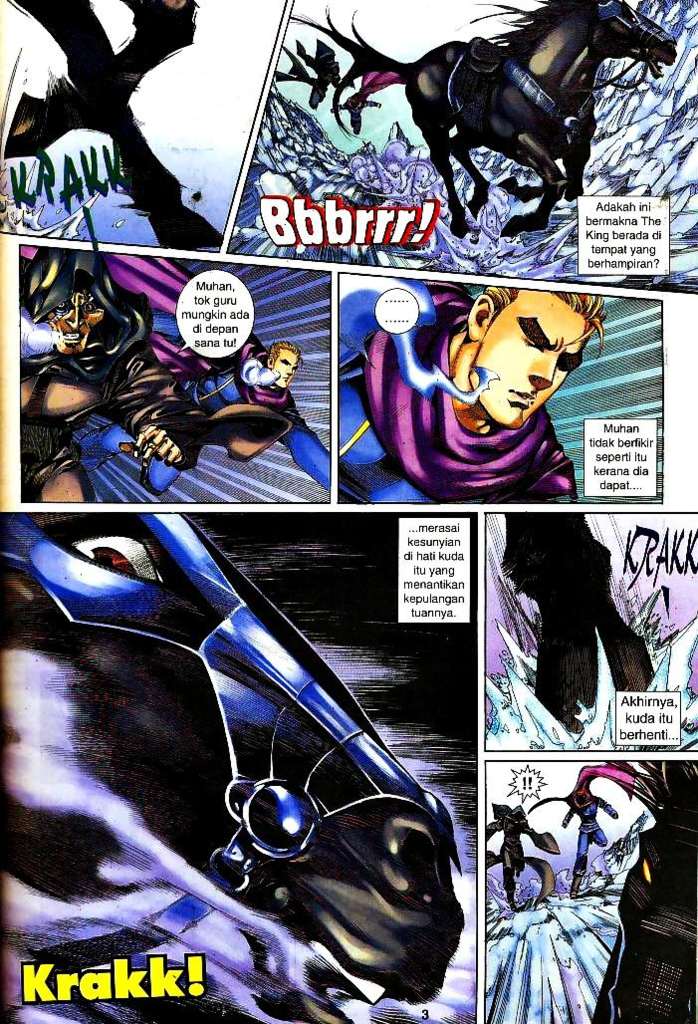 KRAKK
Bbbrrr!
Adakah ini
bermakna The
King berada di
tempat yang
berhampiran?
Muhan,
tok guru
mungkin ada
di depan
sana tu!
........
........
Muhan
tidak berfikir
seperti itu
kerana dia
dapat....
...merasai
kesunyian
di hati kuda
itu yang
menantikan
kepulangan
tuannya.
Krakk!
KRAKK
Akhirnya,
kuda itu
berhenti...
!!
3